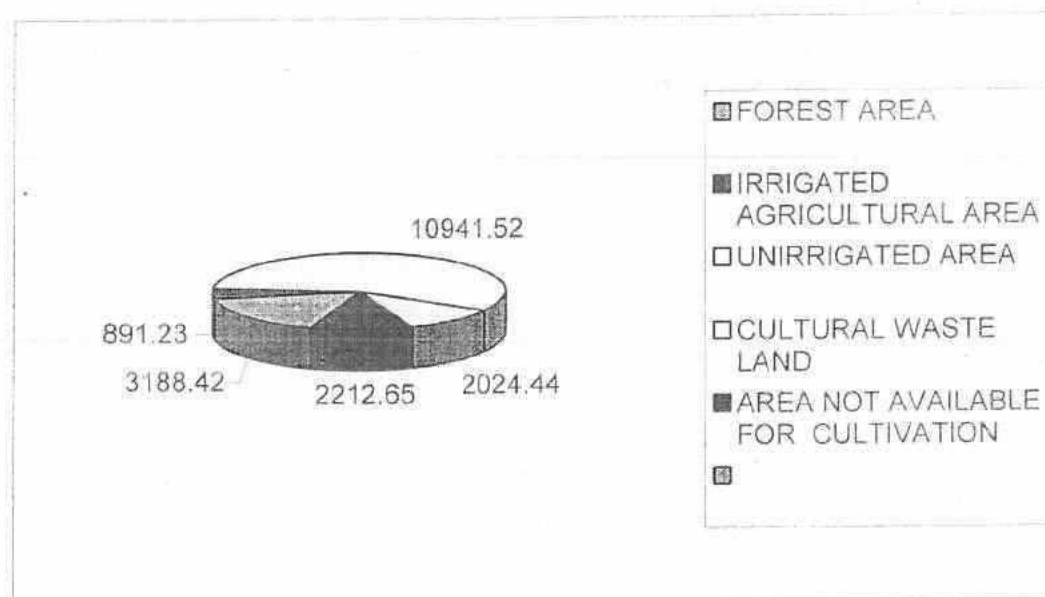 10941.52
891.23
3188.42
2212.65
2024.44
FOREST AREA
IRRIGATED
AGRICULTURAL AREA
UNIRRIGATED AREA
CULTURAL WASTE
LAND
AREA NOT AVAILABLE
FOR CULTIVATION